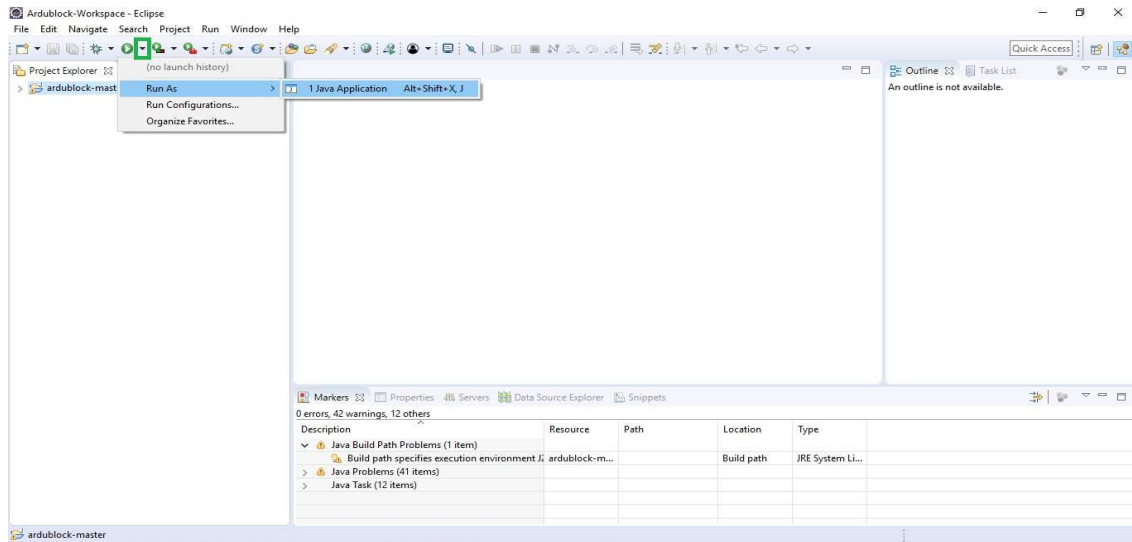 Ardublock-Workspace - Eclipse
File Edit Navigate Search Project Run Window Help
Quick Access
Project Explorer
(no launch history)
Outline Task List
ardublock-mast
Run As
1 Java Application Alt+Shift+X, J
An outline is not available.
Run Configurations...
Organize Favorites...
Markers Properties Servers Data Source Explorer Snippets
0 errors, 42 warnings, 12 others
Description Resource Path Location Type
Java Build Path Problems (1 item)
Build path specifies execution environment J2 ardublock-m... Build path JRE System Li...
Java Problems (41 items)
Java Task (12 items)
ardublock-master